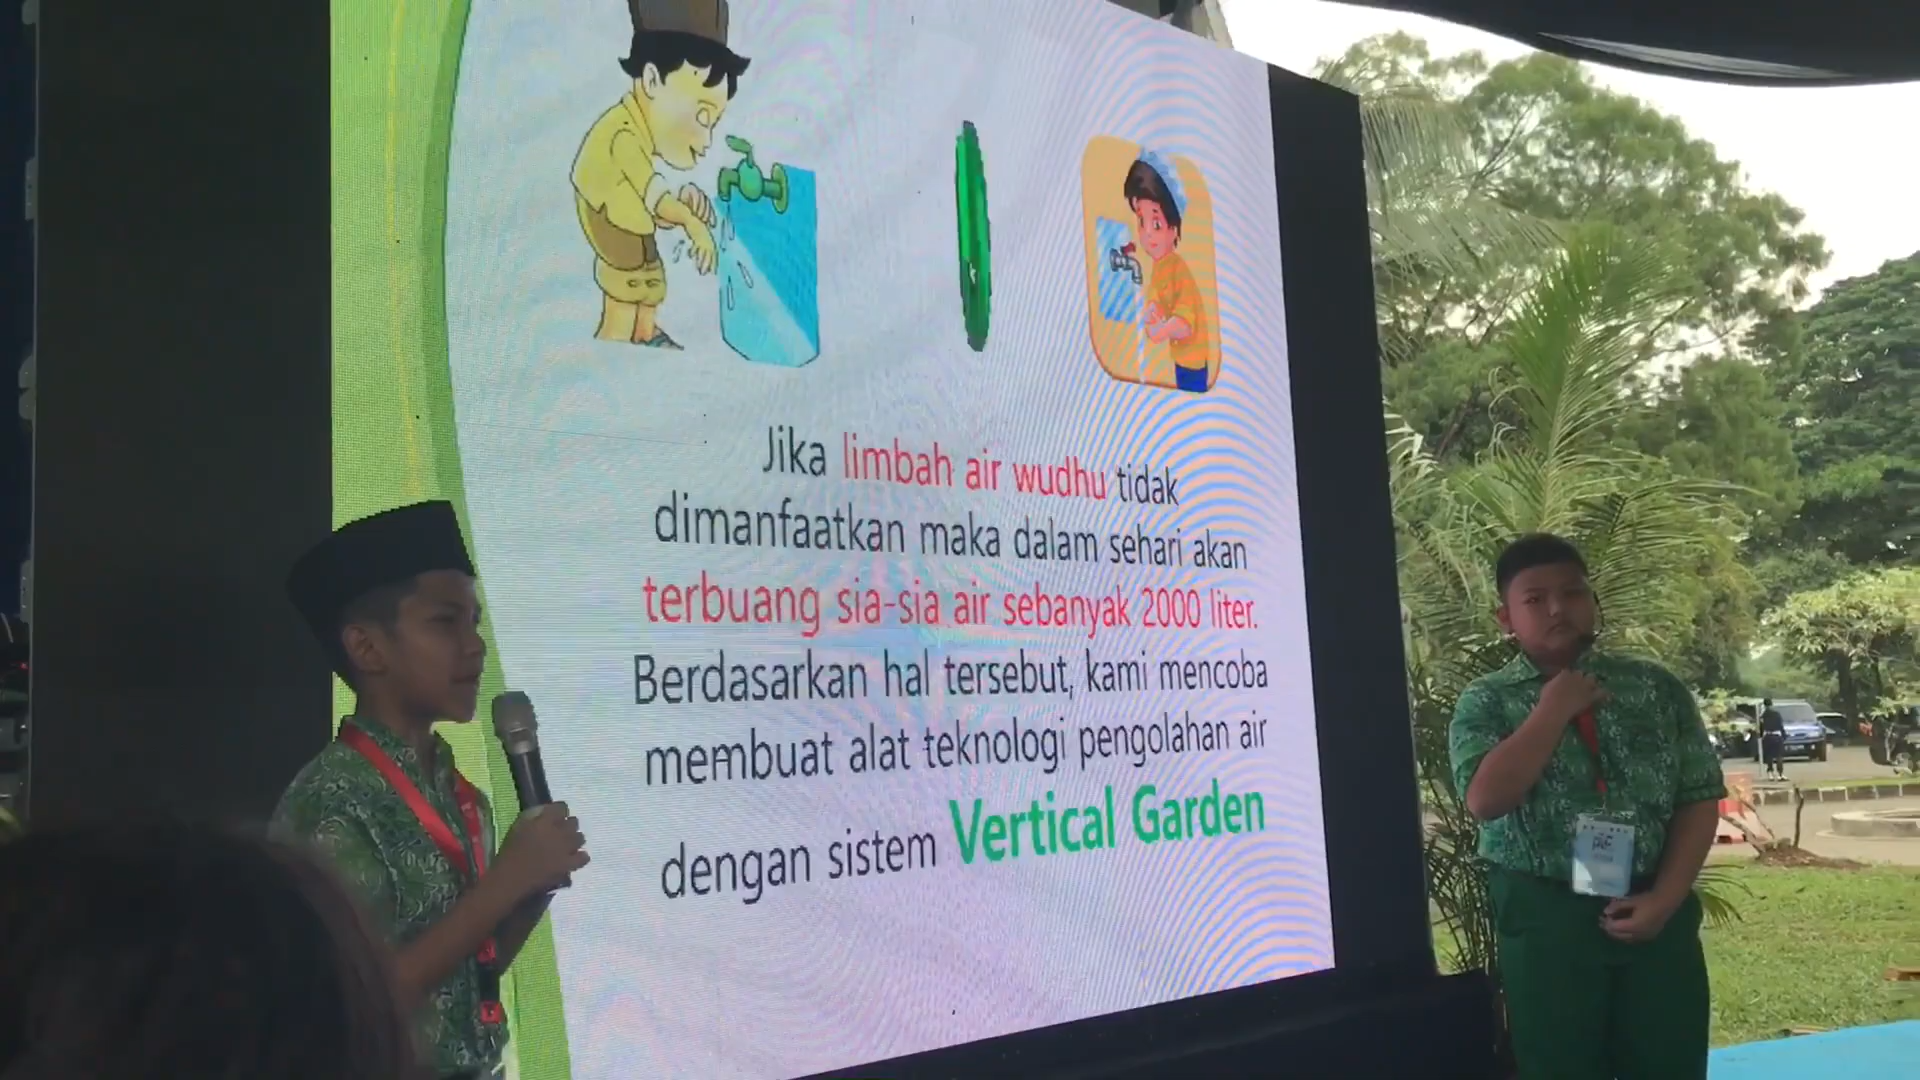 Jika limbah air wudhu tidak
dimanfaatkan maka dalam sehari akan
terbuang sia-sia air sebanyak 2000 liter.
Berdasarkan hal tersebut, kami mencoba
membuat alat teknologi pengolahan air
dengan sistem Vertical Garden